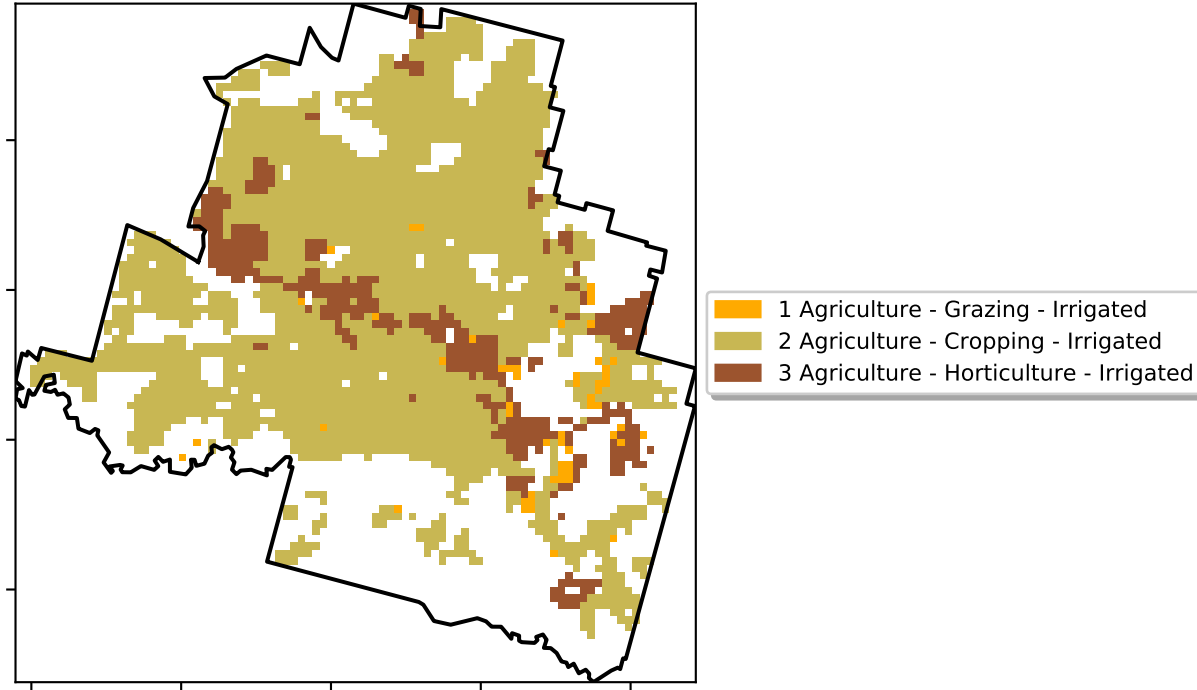 1 Agriculture - Grazing - Irrigated
2 Agriculture - Cropping - Irrigated
3 Agriculture - Horticulture - Irrigated